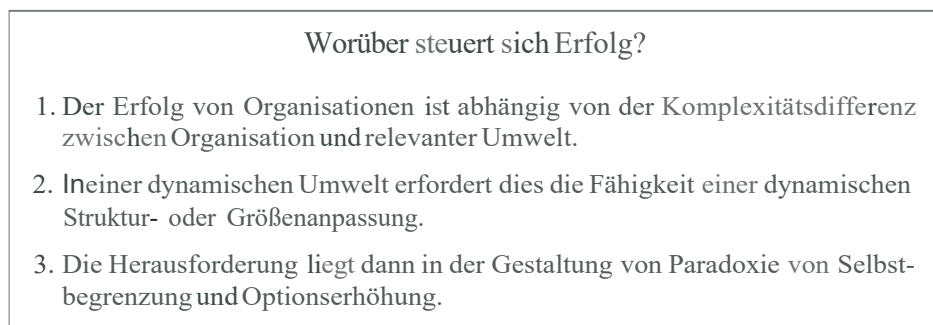 Worüber steuert sich Erfolg?
1. Der Erfolg von Organisationen ist abhängig von der Komplexitätsdifferenz
zwischen Organisation und relevanter Umwelt.
2. In einer dynamischen Umwelt erfordert dies die Fähigkeit einer dynamischen
Struktur- oder Größenanpassung.
3. Die Herausforderung liegt dann in der Gestaltung von Paradoxie von Selbst-
begrenzung und Optionserhöhung.